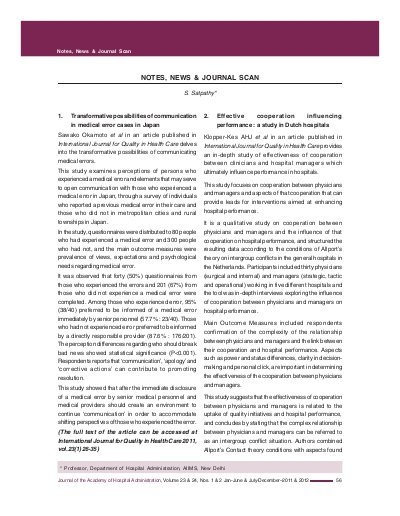 Notes, News & Journal Scan
NOTES, NEWS & JOURNAL SCAN
S. Satpathy*
1. Transformative possibilities of communication
in medical error cases in Japan
Sawako Okamoto et al in an article published in
International Journal for Quality in Health Care delves
into the transformative possibilities of communicating
medical errors.
This study examines perceptions of persons who
experienced a medical error and elements that may serve
to open communication with those who experienced a
medical error in Japan, through a survey of individuals
who reported a previous medical error in their care and
those who did not in metropolitan cities and rural
townships in Japan.
In the study, questionnaires were distributed to 80 people
who had experienced a medical error and 300 people
who had not, and the main outcome measures were
prevalence of views, expectations and psychological
needs regarding medical error.
It was observed that forty (50%) questionnaires from
those who experienced the errors and 201 (67%) from
those who did not experience a medical error were
completed. Among those who experienced error, 95%
(38/40) preferred to be informed of a medical error
immediately by senior personnel (57.7%: 23/40). Those
who had not experienced error preferred to be informed
by a directly responsible provider (87.6%: 176/201).
The perception differences regarding who should break
bad news showed statistical significance (P<0.001).
Respondents reports that 'communication', 'apology' and
'corrective actions' can contribute to promoting
resolution.
This study showed that after the immediate disclosure
of a medical error by senior medical personnel and
medical providers should create an environment to
continue 'communication' in order to accommodate
shifting perspectives of those who experienced the error.
(The full text of the article can be accessed at
International Journal for Quality in Health Care 2011,
vol.23(1)26-35)
2. Effective cooperation influencing
performance: a study in Dutch hospitals
Klopper-Kes AHJ et al in an article published in
International Journal for Quality in Health Care provides
an in-depth study of effectiveness of cooperation
between clinicians and hospital managers which
ultimately influence performance in hospitals.
This study focuses on cooperation between physicians
and managers and aspects of that cooperation that can
provide leads for interventions aimed at enhancing
hospital performance.
It is a qualitative study on cooperation between
physicians and managers and the influence of that
cooperation on hospital performance, and structured the
resulting data according to the conditions of Allport's
theory on intergroup conflicts in the general hospitals in
the Netherlands. Participants included thirty physicians
(surgical and internal) and managers (strategic, tactic
and operational) working in five different hospitals and
the tool was in-depth interviews exploring the influence
of cooperation between physicians and managers on
hospital performance.
Main Outcome Measures included respondents
confirmation of the complexity of the relationship
between physicians and managers and the link between
their cooperation and hospital performance. Aspects
such as power and status differences, clarity in decision-
making and personal click, are important in determining
the effectiveness of the cooperation between physicians
and managers.
This study suggests that the effectiveness of cooperation
between physicians and managers is related to the
uptake of quality initiatives and hospital performance,
and concludes by stating that the complex relationship
between physicians and managers can be referred to
as an intergroup conflict situation. Authors combined
Allport's Contact theory conditions with aspects found
* Professor, Department of Hospital Administration, AIIMS, New Delhi
Journal of the Academy of Hospital Administration, Volume 23 & 24, Nos. 1 & 2 Jan-June & July-December-2011 & 2012 56